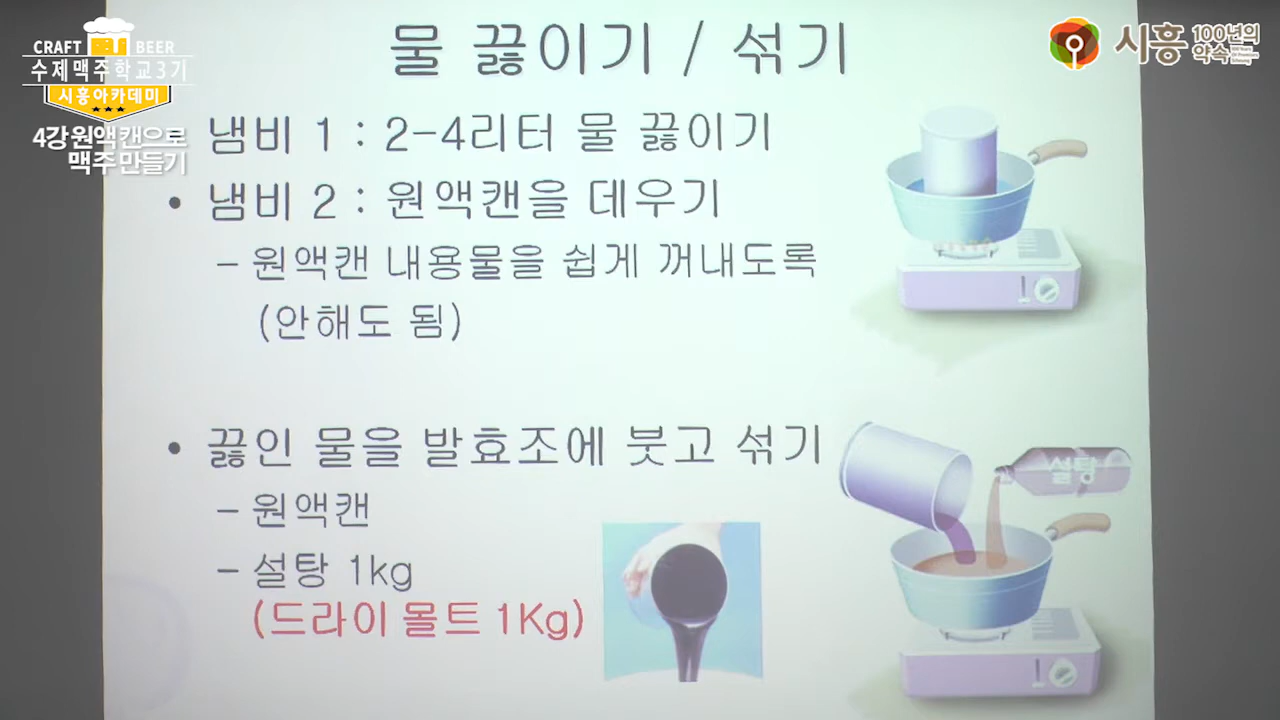 CRAFT BEER
수제맥주학교3기
시흥아카데미
4강 원액캔으로
맥주 만들기
시흥 100년의
약속
물 끓이기 / 섞기
냄비 1 : 2-4리터 물 끓이기
• 냄비 2 : 원액캔을 데우기
– 원액캔 내용물을 쉽게 꺼내도록
(안해도 됨)
• 끓인 물을 발효조에 붓고 섞기
– 원액캔
– 설탕 1kg
(드라이 몰트 1Kg)
설탕